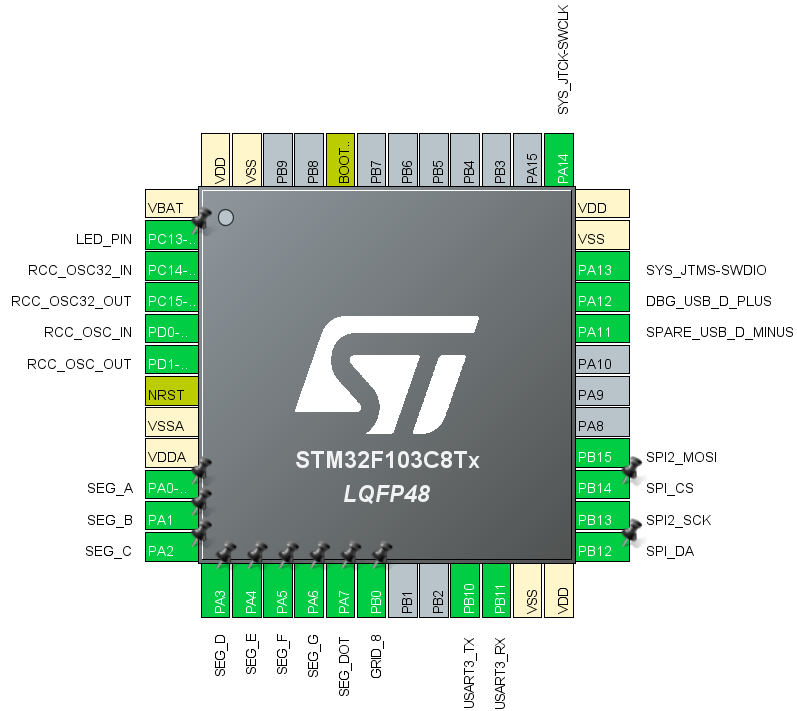 SYS_JTCK-SWCLK
VDD
VSS
PB9
PB8
BOOT..
PB7
PB6
PB5
PB4
PB3
PA15
PA14
VBAT
LED_PIN PC13-..
RCC_OSC32_IN PC14-..
RCC_OSC32_OUT PC15-..
RCC_OSC_IN PD0-..
RCC_OSC_OUT PD1-..
NRST
VSSA
VDDA
SEG_A PA0-..
SEG_B PA1
SEG_C PA2
ST
STM32F103C8Tx
LQFP48
VDD
VSS
PA13 SYS_JTMS-SWDIO
PA12 DBG_USB_D_PLUS
PA11 SPARE_USB_D_MINUS
PA10
PA9
PA8
PB15 SPI2_MOSI
PB14 SPI_CS
PB13 SPI2_SCK
PB12 SPI_DA
PA3
PA4
PA5
PA6
PA7
PB0
PB1
PB2
PB10
PB11
VSS
VDD
SEG_D
SEG_E
SEG_F
SEG_G
SEG_DOT
GRID_8
USART3_TX
USART3_RX